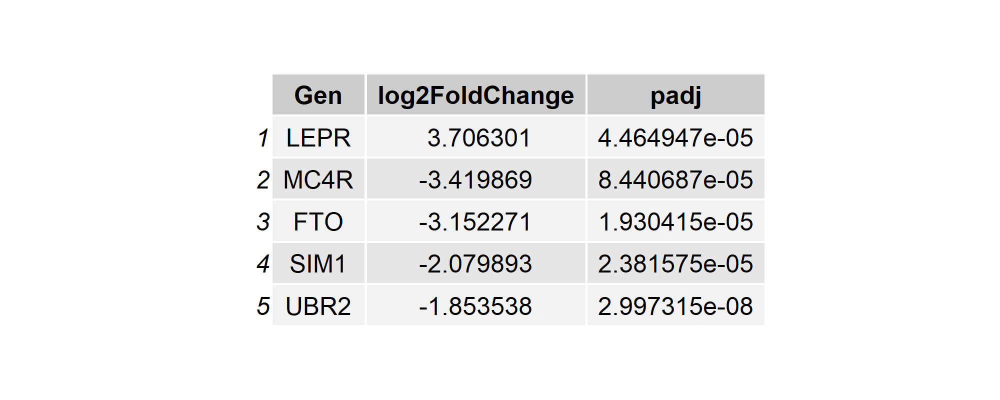 Gen log2FoldChange padj
1 LEPR 3.706301 4.464947e-05
2 MC4R -3.419869 8.440687e-05
3 FTO -3.152271 1.930415e-05
4 SIM1 -2.079893 2.381575e-05
5 UBR2 -1.853538 2.997315e-08